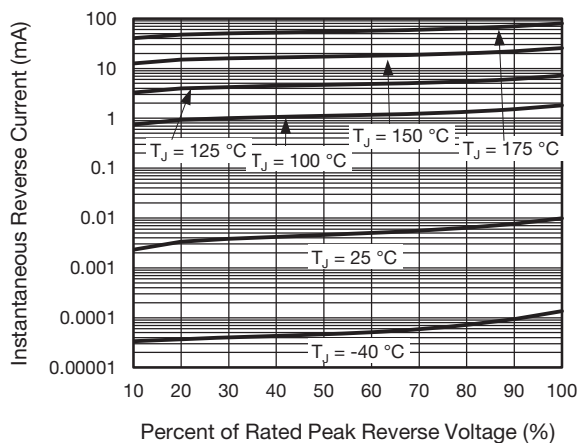 Instantaneous Reverse Current (mA)
100
10
1
0.1
0.01
0.001
0.0001
0.00001
TJ = 125 °C
TJ = 100 °C
TJ = 150 °C
TJ = 175 °C
TJ = 25 °C
TJ = -40 °C
10 20 30 40 50 60 70 80 90 100
Percent of Rated Peak Reverse Voltage (%)